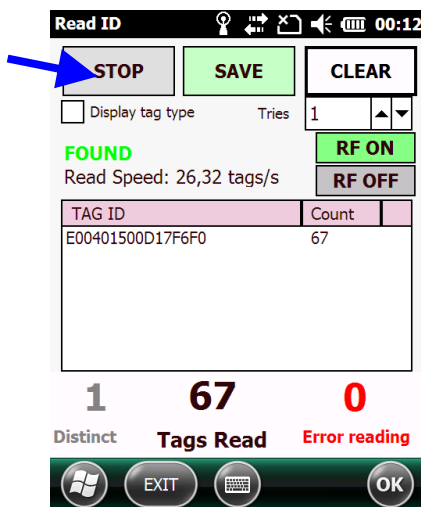 Read ID 00:12
STOP SAVE CLEAR
Display tag type Tries 1
FOUND RF ON
Read Speed: 26,32 tags/s RF OFF
TAG ID Count
E00401500D17F6F0 67
1 67 0
Distinct Tags Read Error reading
EXIT OK